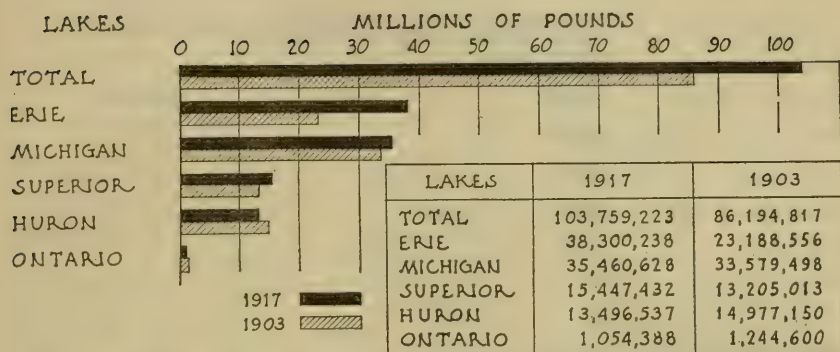 LAKES MILLIONS OF POUNDS
0 10 20 30 40 50 60 70 80 90 100
TOTAL
ERIE
MICHIGAN
SUPERIOR
HURON
ONTARIO
1917
1903
LAKES 1917 1903
TOTAL 103,759,223 86,194,817
ERIE 38,300,238 23,188,556
MICHIGAN 35,460,628 33,579,498
SUPERIOR 15,447,432 13,205,013
HURON 13,496,537 14,977,150
ONTARIO 1,054,388 1,244,600